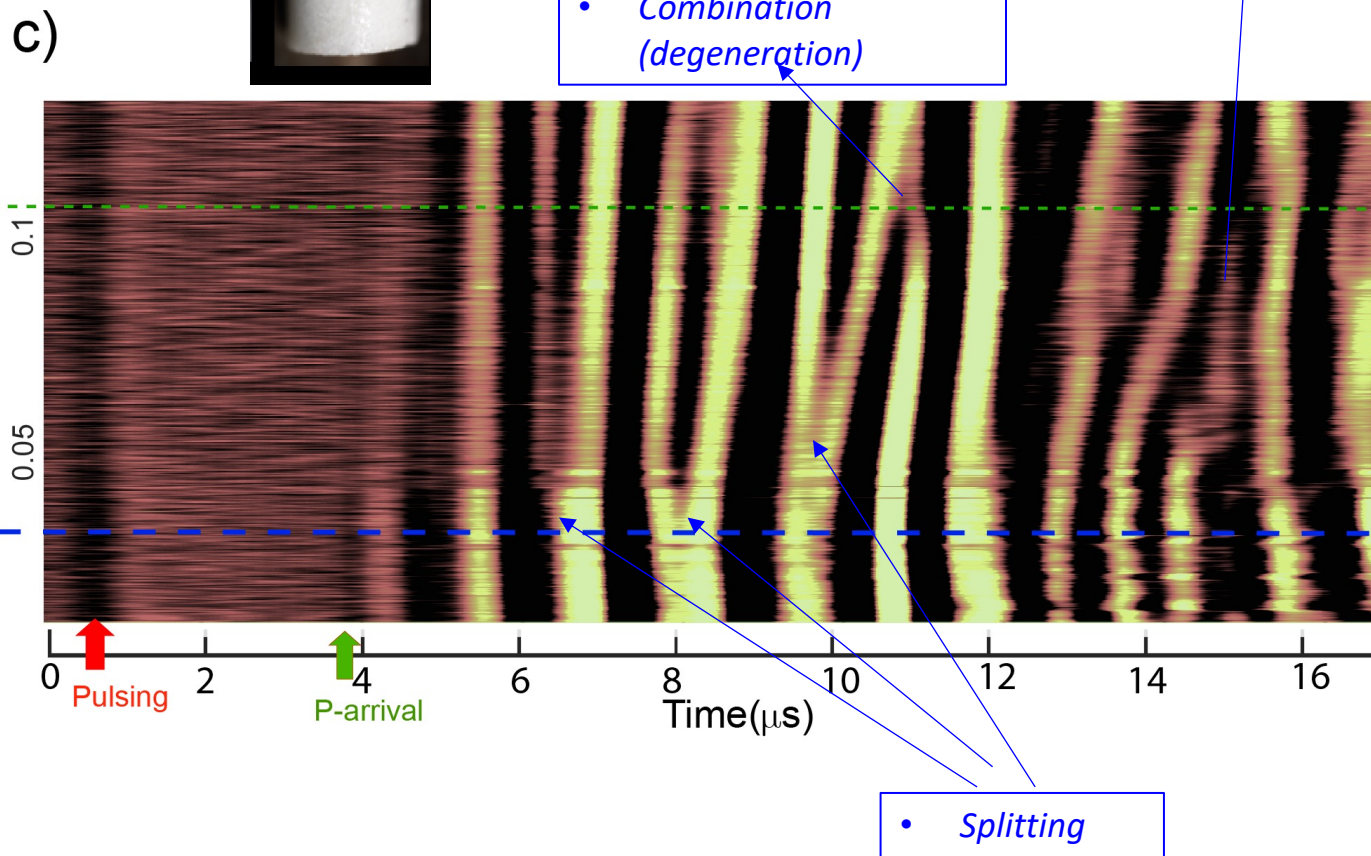 c)
• Combination
(degeneration)
0.1
0.05
0 2 4 6 8 10 12 14 16
Pulsing
P-arrival
Time(μs)
• Splitting